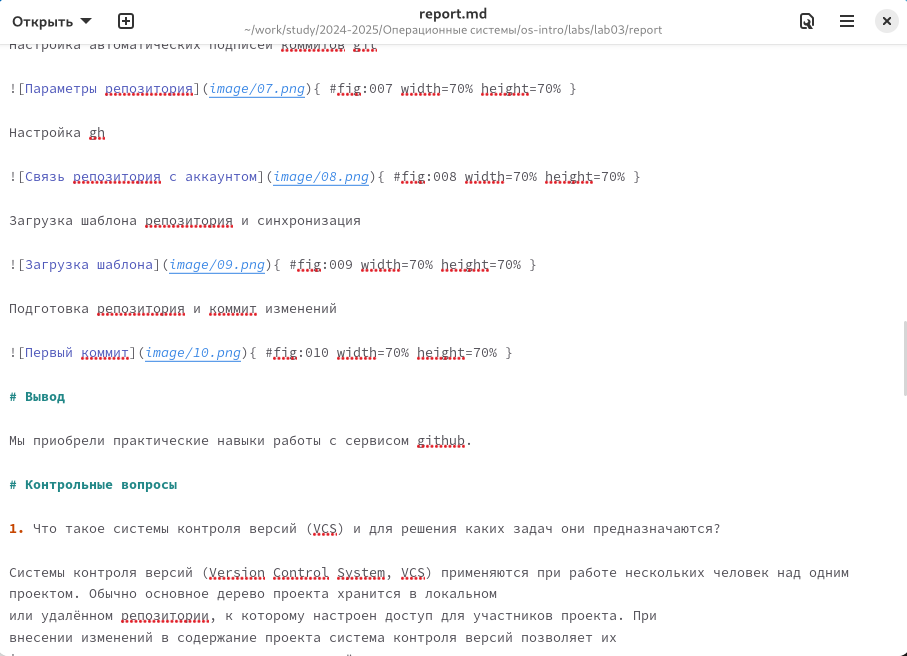 Открыть
report.md
~/work/study/2024-2025/Операционные системы/os-intro/labs/lab03/report
Настройка автоматических подписей коммитов git
![Параметры репозитория](image/07.png){ #fig:007 width=70% height=70% }
Настройка gh
![Связь репозитория с аккаунтом](image/08.png){ #fig:008 width=70% height=70% }
Загрузка шаблона репозитория и синхронизация
![Загрузка шаблона](image/09.png){ #fig:009 width=70% height=70% }
Подготовка репозитория и коммит изменений
![Первый коммит](image/10.png){ #fig:010 width=70% height=70% }
# Вывод
Мы приобрели практические навыки работы с сервисом github.
# Контрольные вопросы
1. Что такое системы контроля версий (VCS) и для решения каких задач они предназначаются?
Системы контроля версий (Version Control System, VCS) применяются при работе нескольких человек над одним
проектом. Обычно основное дерево проекта хранится в локальном
или удалённом репозитории, к которому настроен доступ для участников проекта. При
внесении изменений в содержание проекта система контроля версий позволяет их